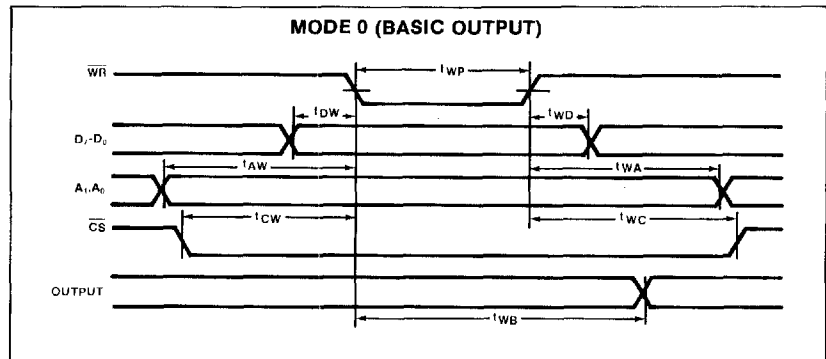 MODE 0 (BASIC OUTPUT)
WR
tWP
tDW
tWD
D7-D0
tAW
tWA
A1,A0
tCW
tWC
CS
OUTPUT
tWB